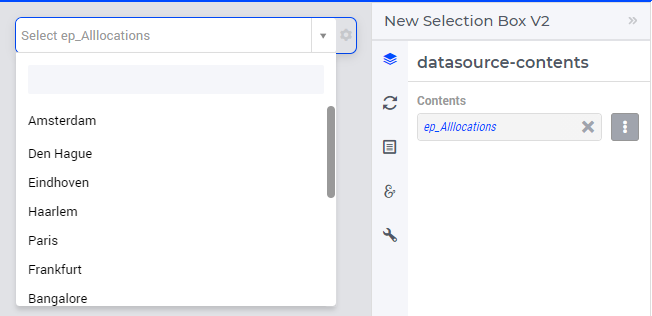 Select ep_Alllocations
Amsterdam
Den Hague
Eindhoven
Haarlem
Paris
Frankfurt
Bangalore
New Selection Box V2
datasource-contents
Contents
ep_Alllocations